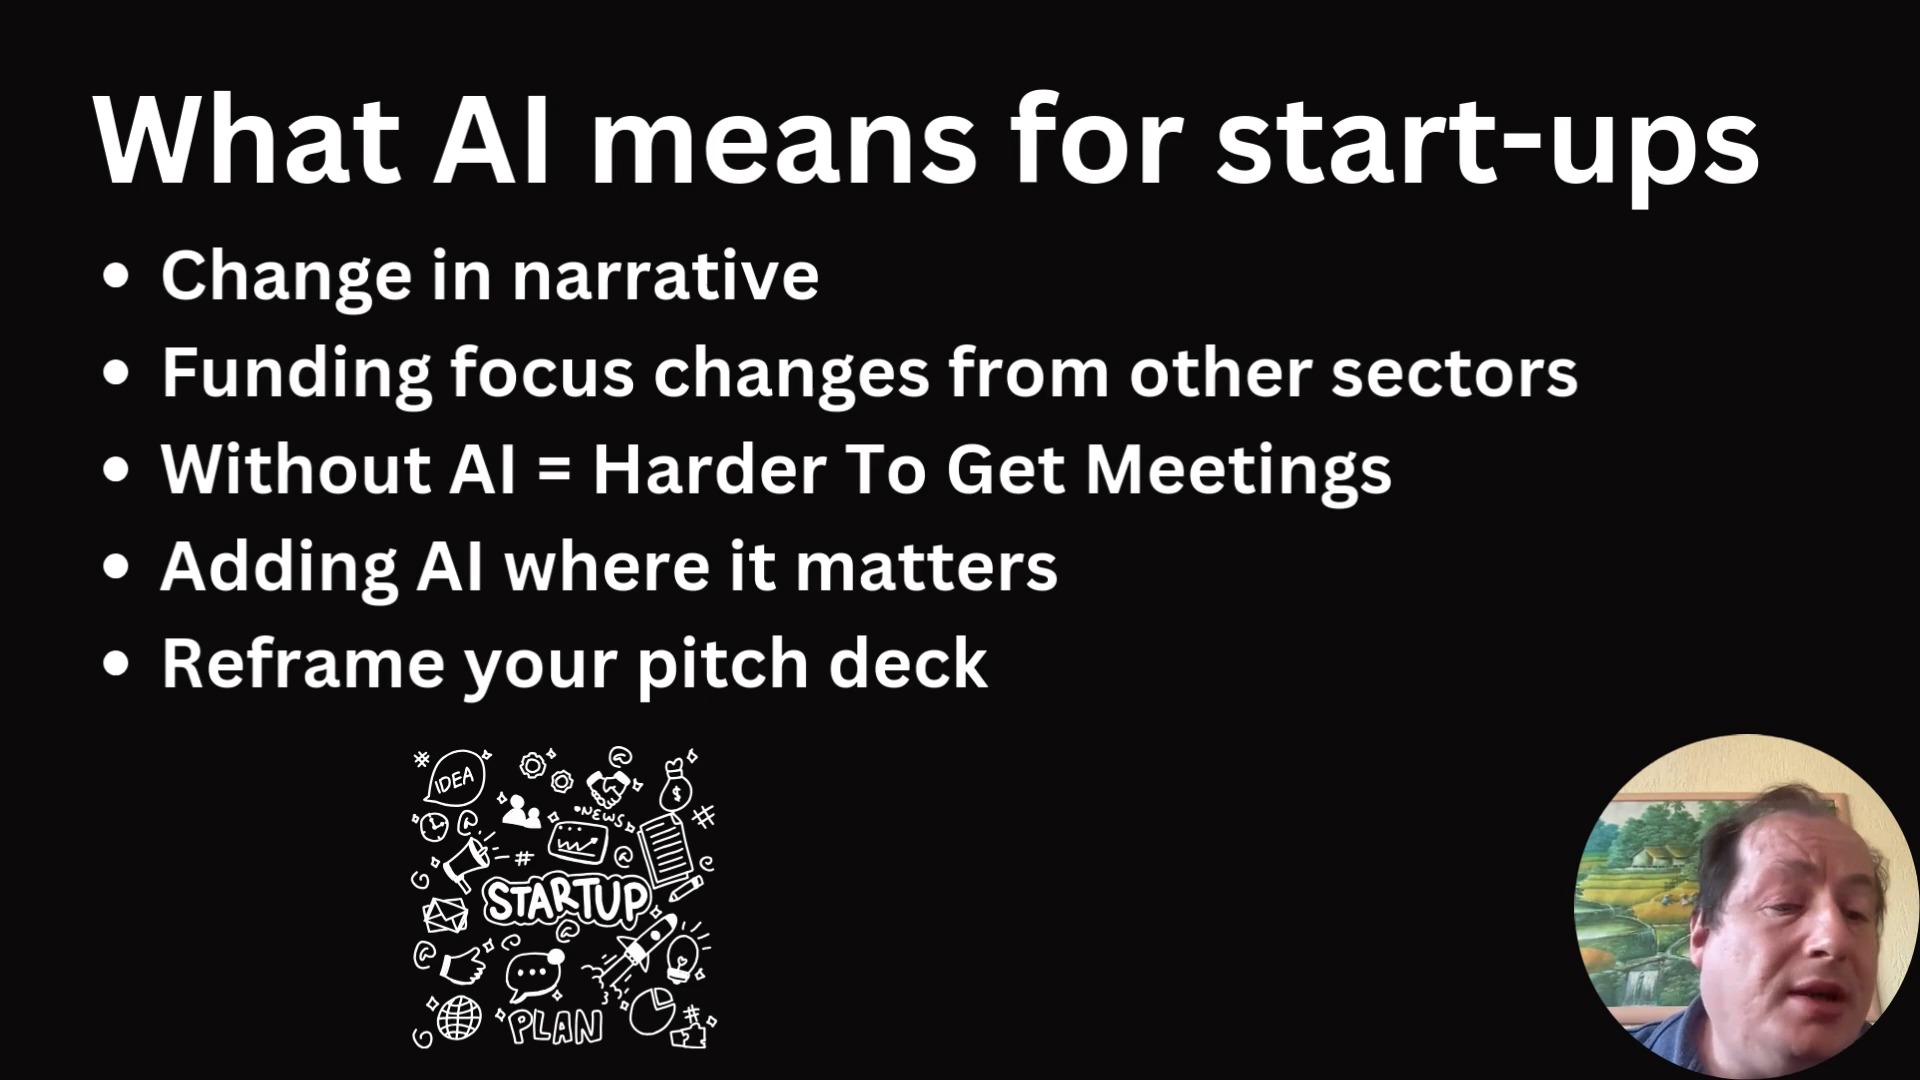 What AI means for start-ups
Change in narrative
Funding focus changes from other sectors
Without AI = Harder To Get Meetings
Adding AI where it matters
Reframe your pitch deck
IDEA
NEWS
STARTUP
PLAN